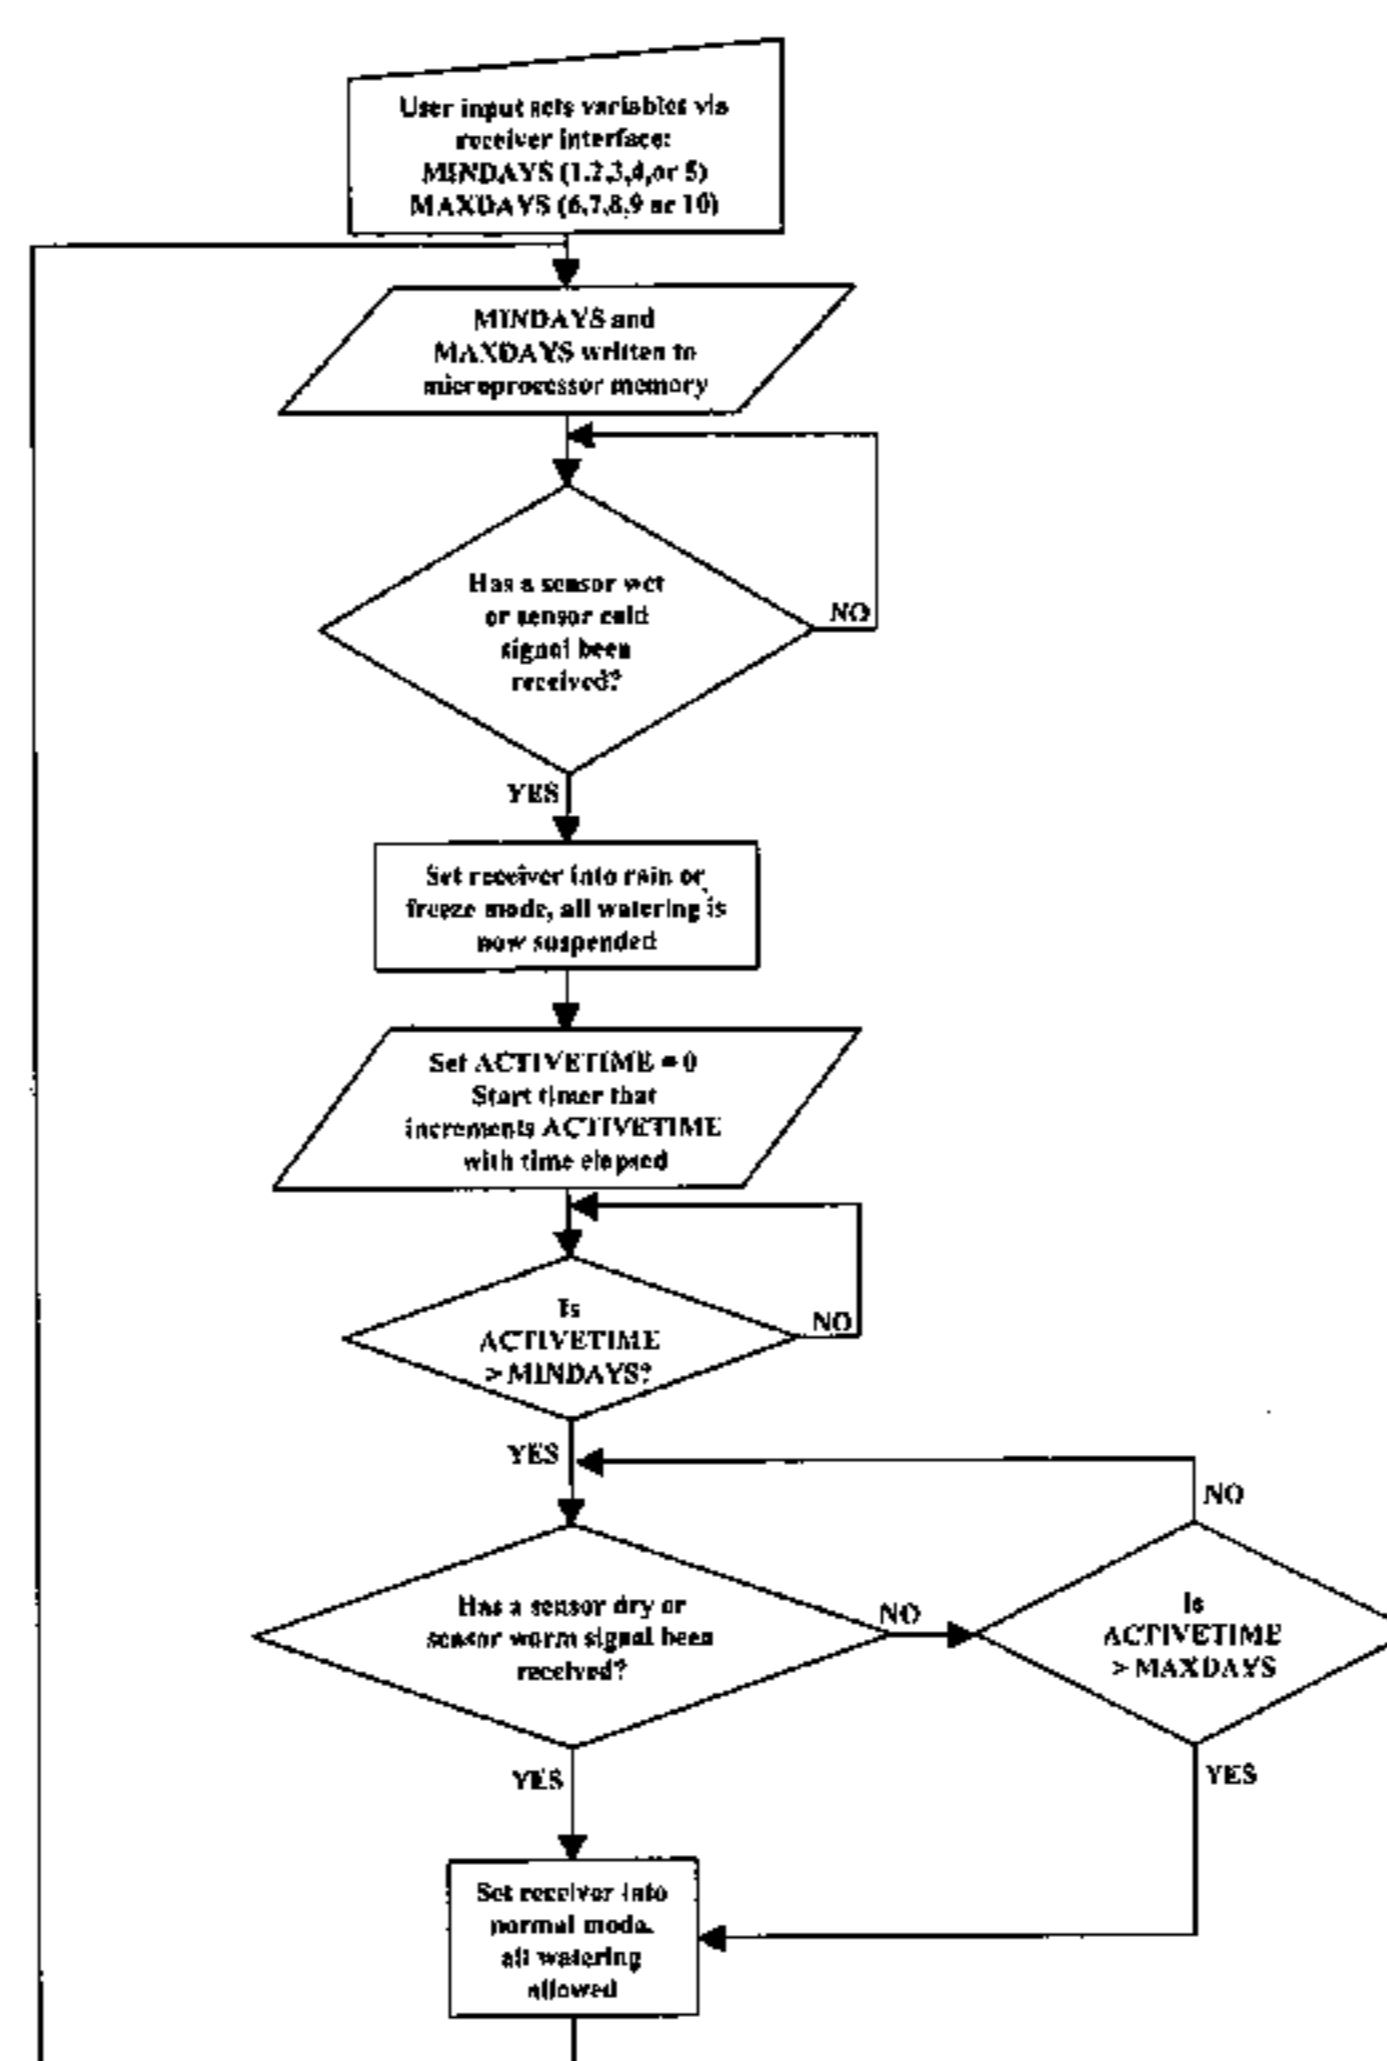 User input sets variables via
receiver interface:
MINDAYS (1,2,3,4,or 5)
MAXDAYS (6,7,8,9 or 10)
MINDAYS and
MAXDAYS written to
microprocessor memory
Has a sensor wet
or sensor cold
signal been
received?
NO
YES
Set receiver into rain or
freeze mode, all watering is
now suspended
Set ACTIVETIME = 0
Start timer that
increments ACTIVETIME
with time elapsed
Is
ACTIVETIME
> MINDAYS?
NO
YES
Has a sensor dry or
sensor warm signal been
received?
NO
Is
ACTIVETIME
> MAXDAYS
NO
YES
YES
Set receiver into
normal mode.
all watering
allowed